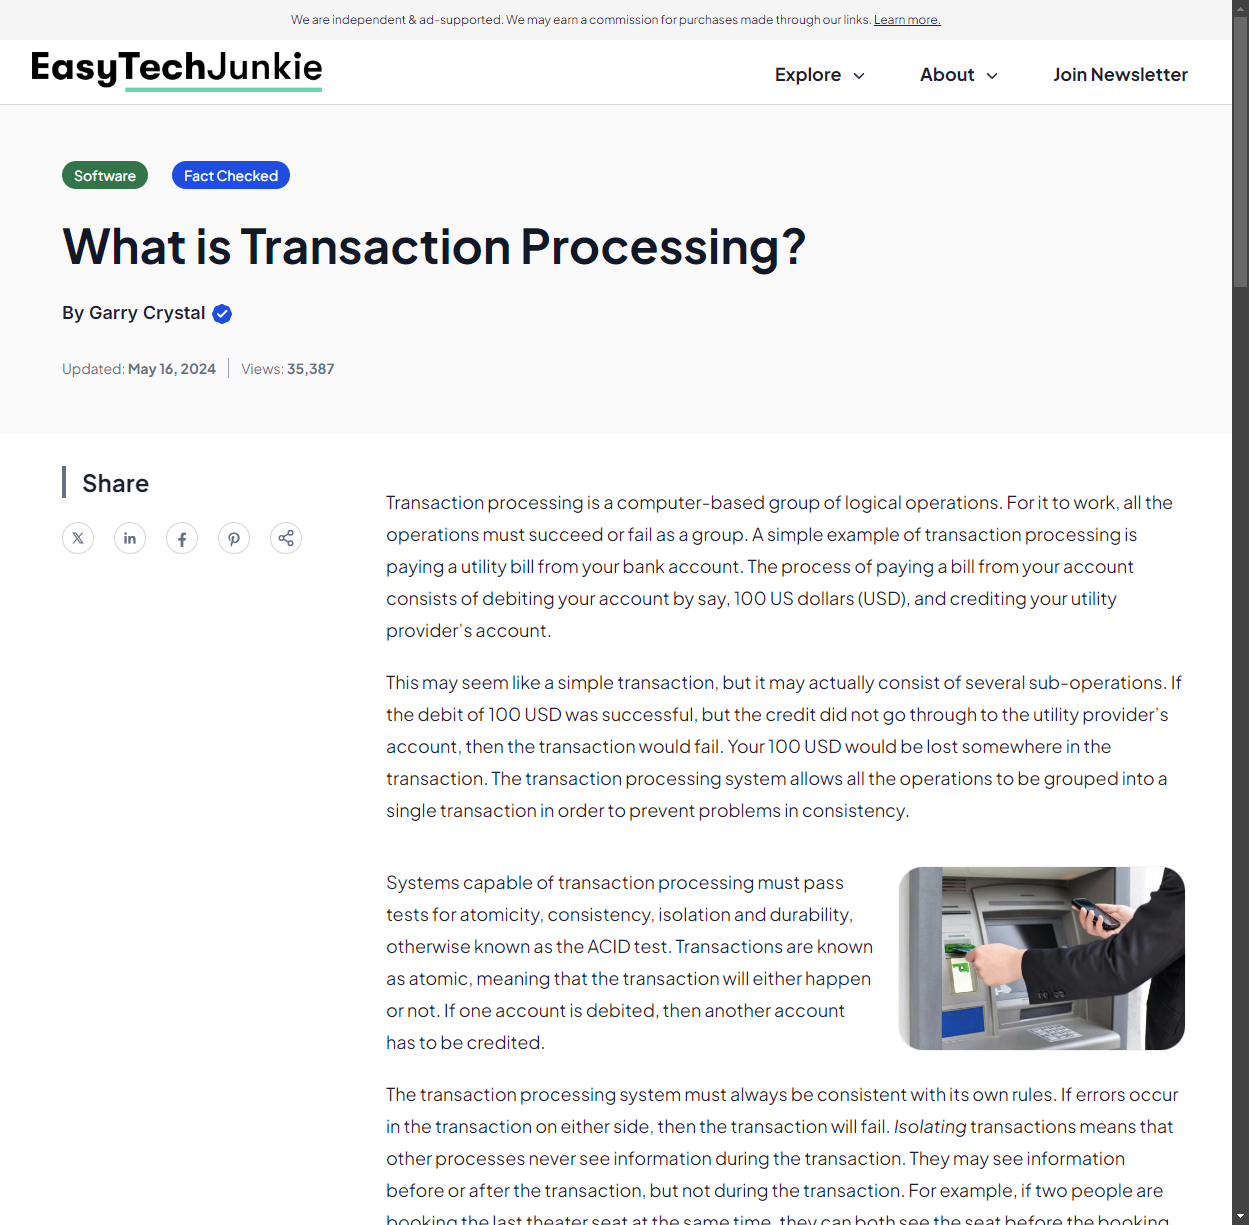 We are independent & ad-supported. We may earn a commission for purchases made through our links. Learn more.
EasyTechJunkie
Explore
About
Join Newsletter
Software
Fact Checked
What is Transaction Processing?
By Garry Crystal
Updated: May 16, 2024
Views: 35,387
Share
Transaction processing is a computer-based group of logical operations. For it to work, all the
operations must succeed or fail as a group. A simple example of transaction processing is
paying a utility bill from your bank account. The process of paying a bill from your account
consists of debiting your account by say, 100 US dollars (USD), and crediting your utility
provider's account.
This may seem like a simple transaction, but it may actually consist of several sub-operations. If
the debit of 100 USD was successful, but the credit did not go through to the utility provider's
account, then the transaction would fail. Your 100 USD would be lost somewhere in the
transaction. The transaction processing system allows all the operations to be grouped into a
single transaction in order to prevent problems in consistency.
Systems capable of transaction processing must pass
tests for atomicity, consistency, isolation and durability,
otherwise known as the ACID test. Transactions are known
as atomic, meaning that the transaction will either happen
or not. If one account is debited, then another account
has to be credited.
The transaction processing system must always be consistent with its own rules. If errors occur
in the transaction on either side, then the transaction will fail. Isolating transactions means that
other processes never see information during the transaction. They may see information
before or after the transaction, but not during the transaction. For example, if two people are
booking the last theater seat at the same time, they can both see the seat before the booking